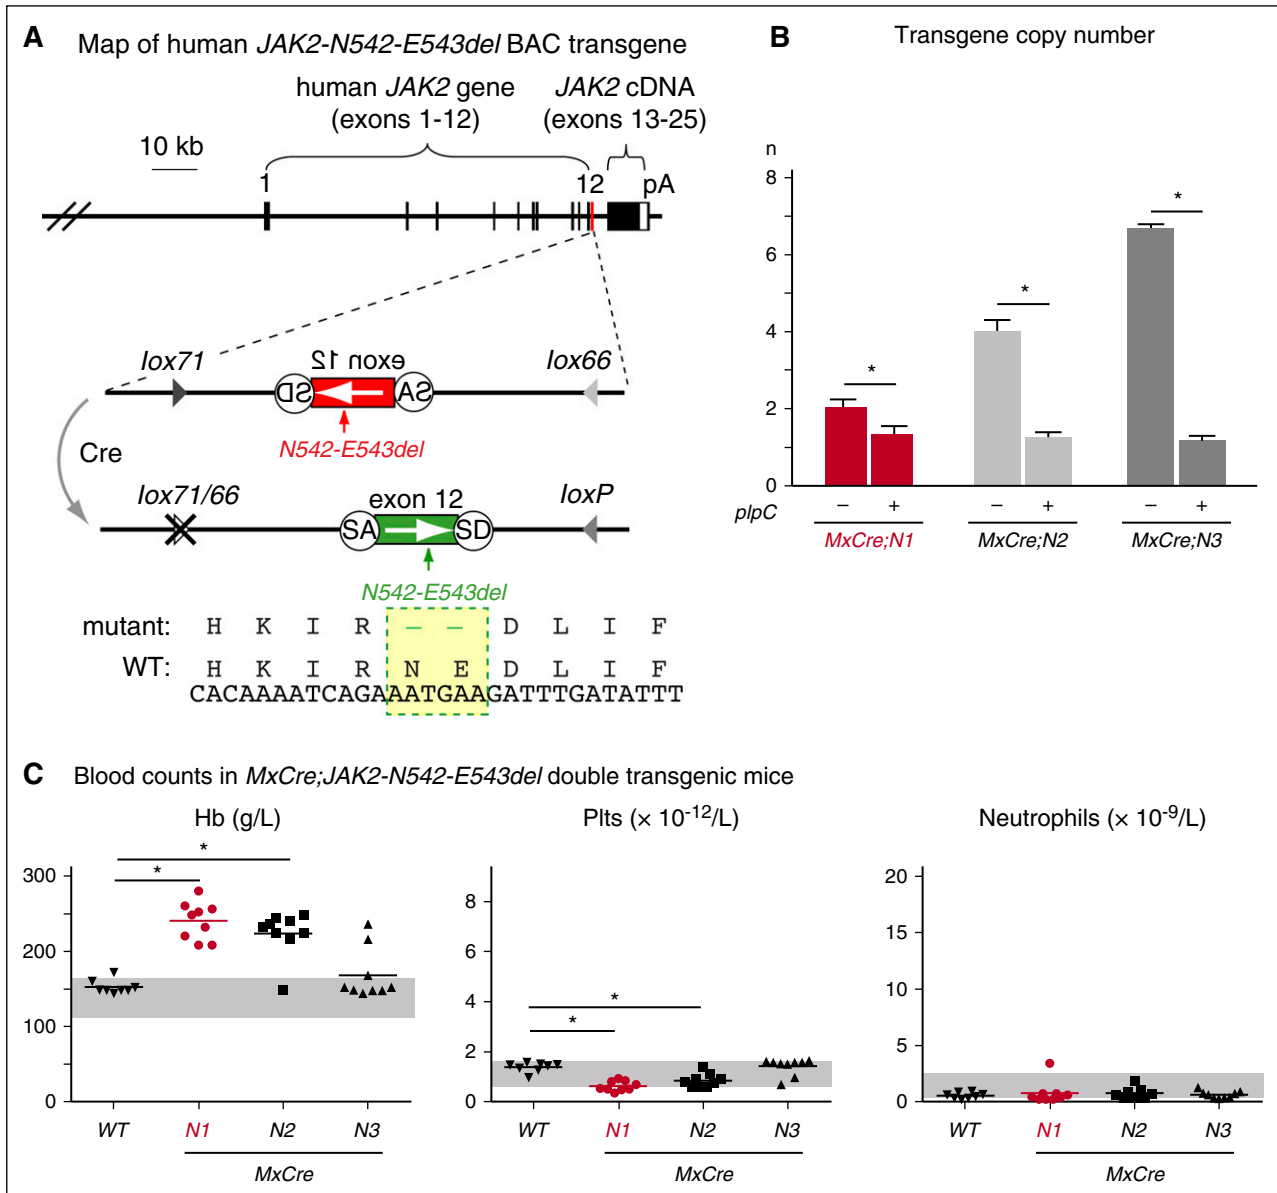 A Map of human JAK2-N542-E543del BAC transgene
human JAK2 gene
(exons 1-12)
JAK2 cDNA
(exons 13-25)
10 kb
1 12 pA
lox71 exon 12 lox66
SD SA
N542-E543del
Cre
lox71/66 exon 12 loxP
SA SD
N542-E543del
mutant: H K I R – – D L I F
WT: H K I R N E D L I F
CACAAAATCAGAAATGAAGATTTGATATTT
B Transgene copy number
n
8
6
4
2
0
pIpC – + – + – +
MxCre;N1 MxCre;N2 MxCre;N3
* * *
C Blood counts in MxCre;JAK2-N542-E543del double transgenic mice
Hb (g/L)
* *
300
200
100
0
WT N1 N2 N3
MxCre
Plts (× 10-12/L)
* *
8
6
4
2
0
WT N1 N2 N3
MxCre
Neutrophils (× 10-9/L)
20
15
10
5
0
WT N1 N2 N3
MxCre